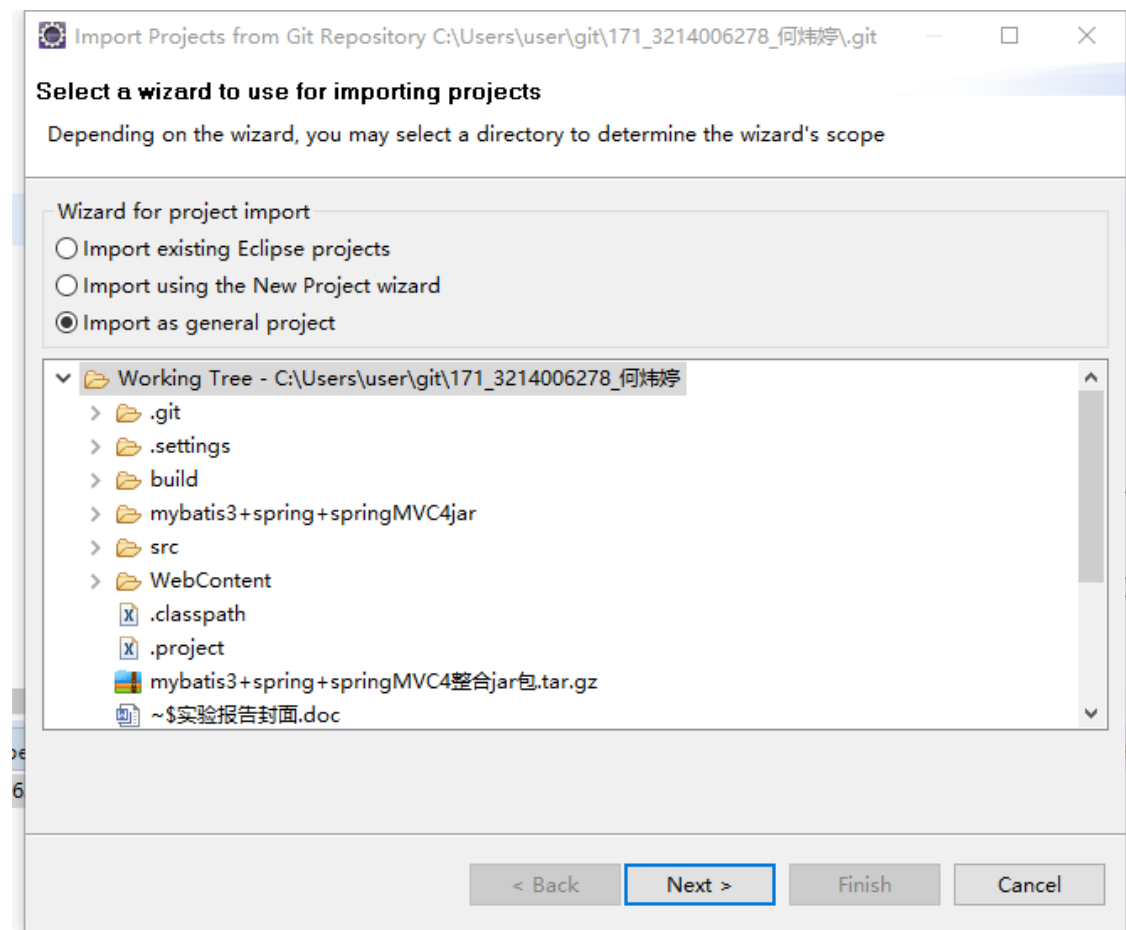 Import Projects from Git Repository C:\Users\user\git\171_3214006278_何炜婷\.git
Select a wizard to use for importing projects
Depending on the wizard, you may select a directory to determine the wizard's scope
Wizard for project import
Import existing Eclipse projects
Import using the New Project wizard
Import as general project
Working Tree - C:\Users\user\git\171_3214006278_何炜婷
.git
.settings
build
mybatis3+spring+springMVC4jar
src
WebContent
.classpath
.project
mybatis3+spring+springMVC4整合jar包.tar.gz
~$实验报告封面.doc
< Back Next > Finish Cancel